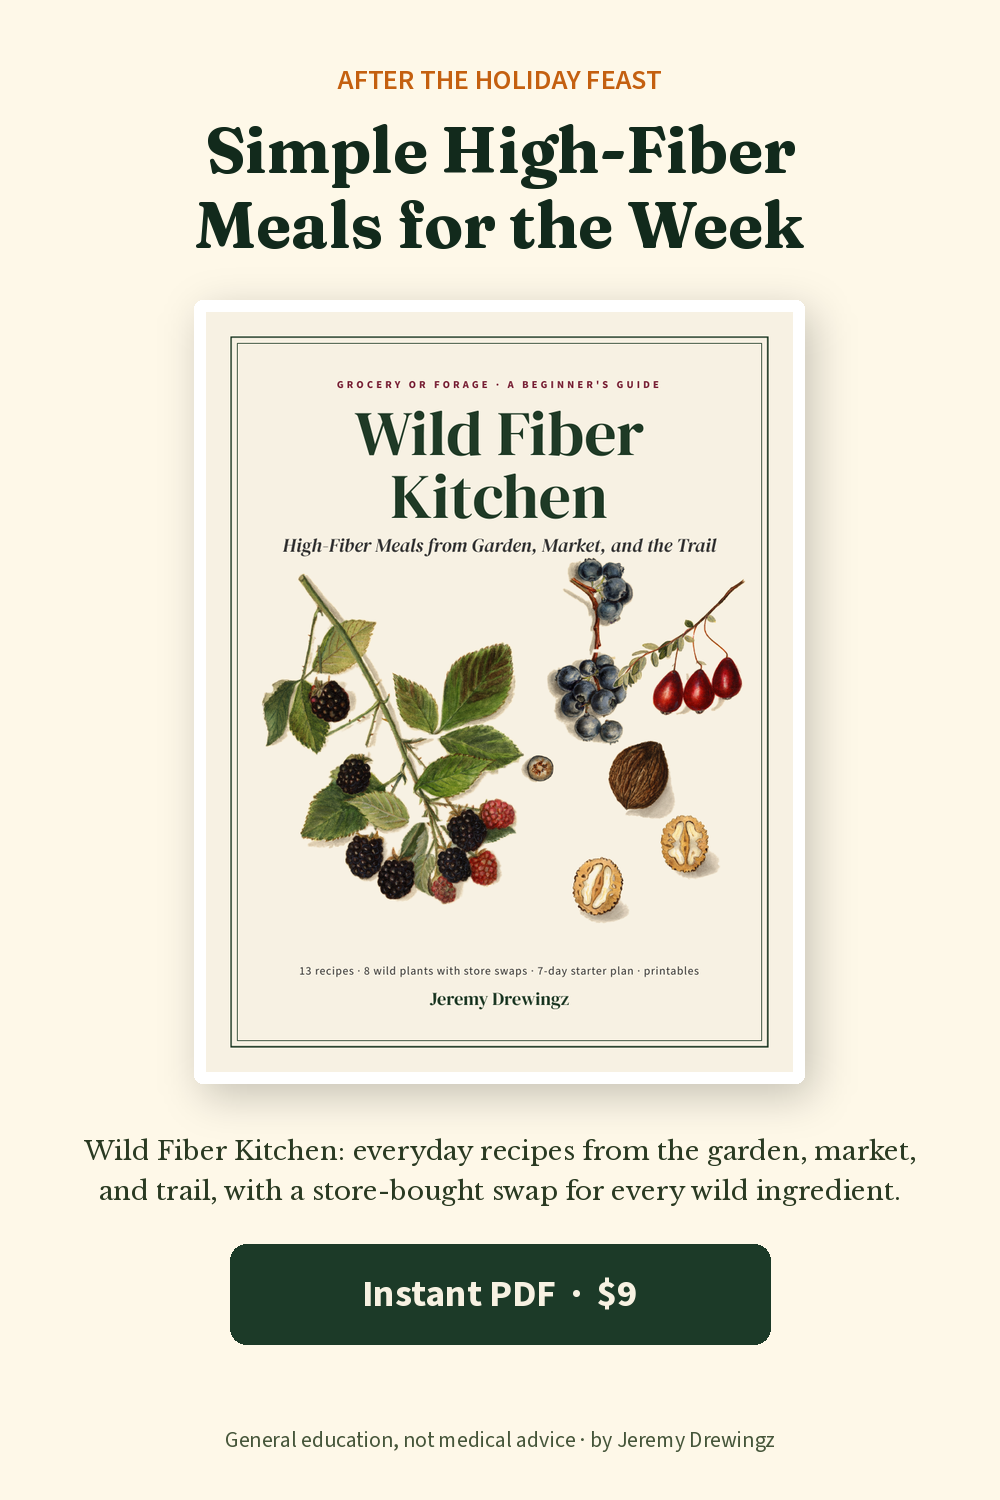 AFTER THE HOLIDAY FEAST
Simple High-Fiber
Meals for the Week
GROCERY OR FORAGE · A BEGINNER'S GUIDE
Wild Fiber
Kitchen
High-Fiber Meals from Garden, Market, and the Trail
13 recipes · 8 wild plants with store swaps · 7-day starter plan · printables
Jeremy Drewingz
Wild Fiber Kitchen: everyday recipes from the garden, market,
and trail, with a store-bought swap for every wild ingredient.
Instant PDF · $9
General education, not medical advice · by Jeremy Drewingz